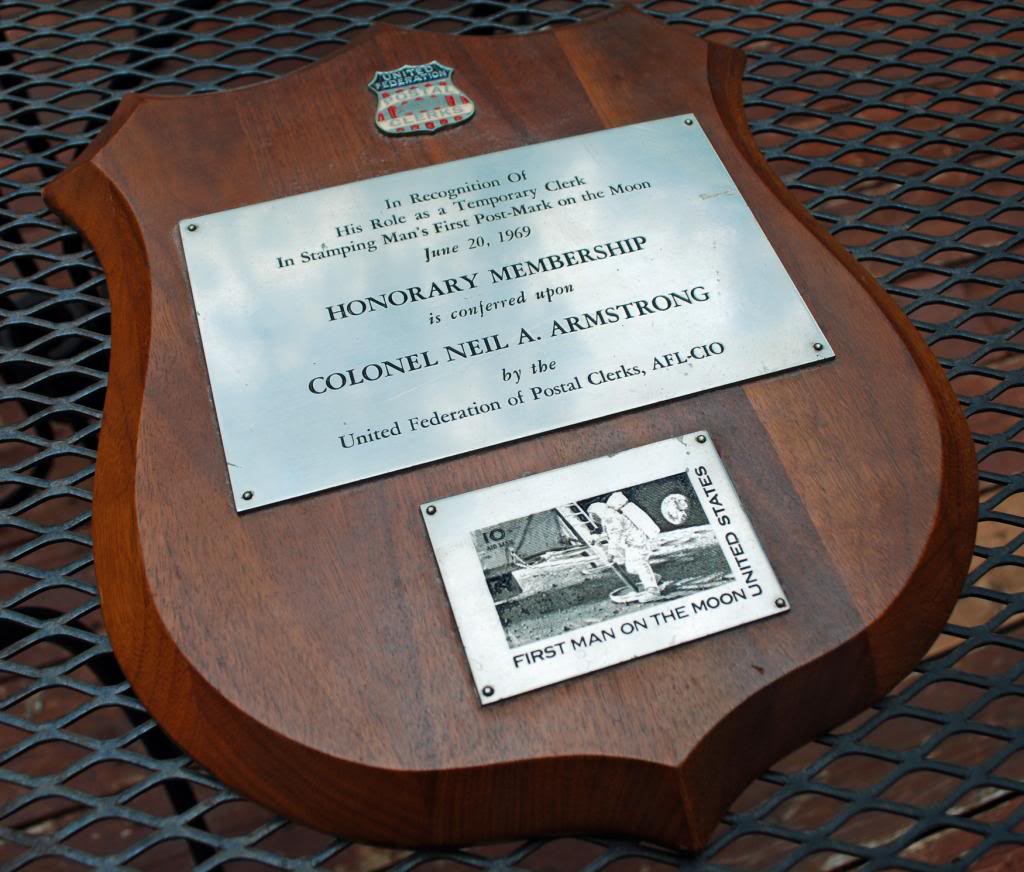 UNITED
FEDERATION
POSTAL
CLERKS
In Recognition Of
His Role as a Temporary Clerk
In Stamping Man's First Post-Mark on the Moon
June 20, 1969
HONORARY MEMBERSHIP
is conferred upon
COLONEL NEIL A. ARMSTRONG
by the
United Federation of Postal Clerks, AFL-CIO
10
AIR MAIL
UNITED STATES
FIRST MAN ON THE MOON